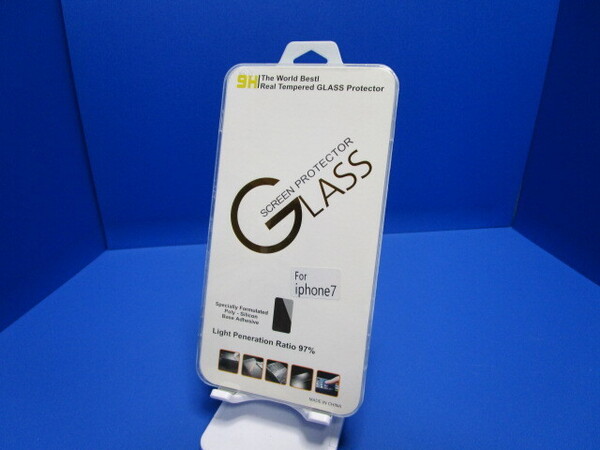 9H
The World Best!
Real Tempered GLASS Protector
SCREEN PROTECTOR
GLASS
For
iphone7
Specially Formulated
Poly - Silicon
Base Adhesive
Light Peneration Ratio 97%
MADE IN CHINA